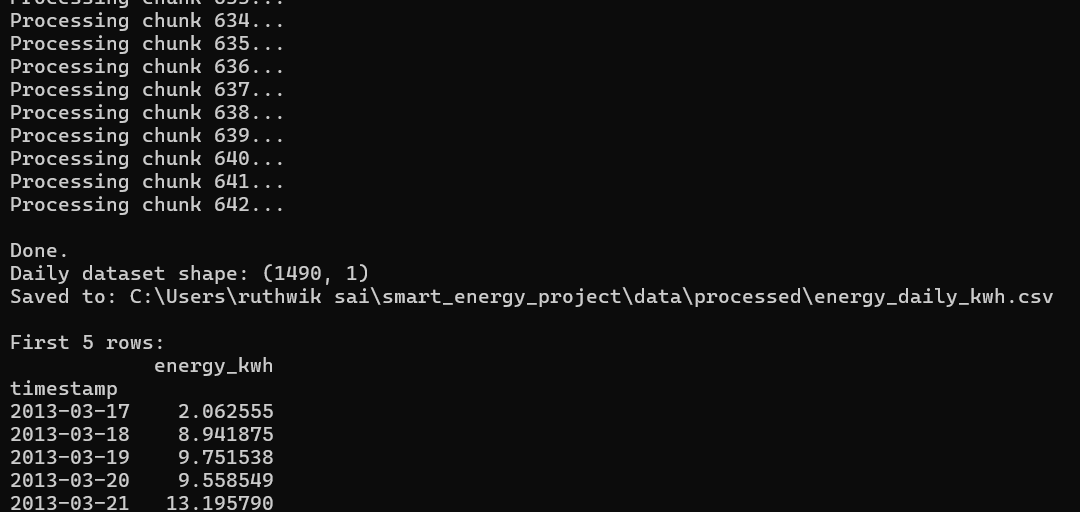 Processing chunk 633...
Processing chunk 634...
Processing chunk 635...
Processing chunk 636...
Processing chunk 637...
Processing chunk 638...
Processing chunk 639...
Processing chunk 640...
Processing chunk 641...
Processing chunk 642...
Done.
Daily dataset shape: (1490, 1)
Saved to: C:\Users\ruthwik sai\smart_energy_project\data\processed\energy_daily_kwh.csv
First 5 rows:
energy_kwh
timestamp
2013-03-17 2.062555
2013-03-18 8.941875
2013-03-19 9.751538
2013-03-20 9.558549
2013-03-21 13.195790